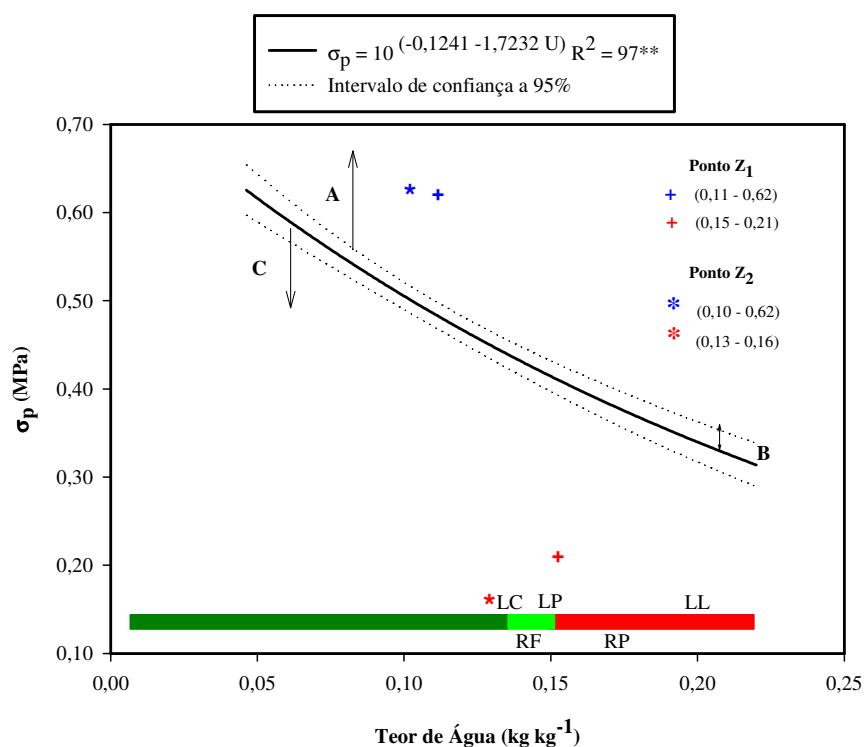 σp = 10 (-0,1241 -1,7232 U) R2 = 97**
Intervalo de confiança a 95%
0,70
0,60
0,50
0,40
0,30
0,20
0,10
σp (MPa)
A
C
B
Ponto Z1
(0,11 - 0,62)
(0,15 - 0,21)
Ponto Z2
(0,10 - 0,62)
(0,13 - 0,16)
LC
LP
LL
RF
RP
0,00
0,05
0,10
0,15
0,20
0,25
Teor de Água (kg kg-1)